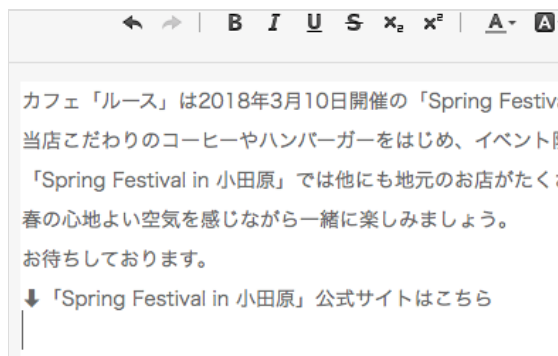 B I U S x₂ x² A A
カフェ「ルース」は2018年3月10日開催の「Spring
当店こだわりのコーヒーやハンバーガーをはじめ、イベント
「Spring Festival in 小田原」では他にも地元のお店がたく
春の心地よい空気を感じながら一緒に楽しみましょう。
お待ちしております。
⬇「Spring Festival in 小田原」公式サイトはこちら